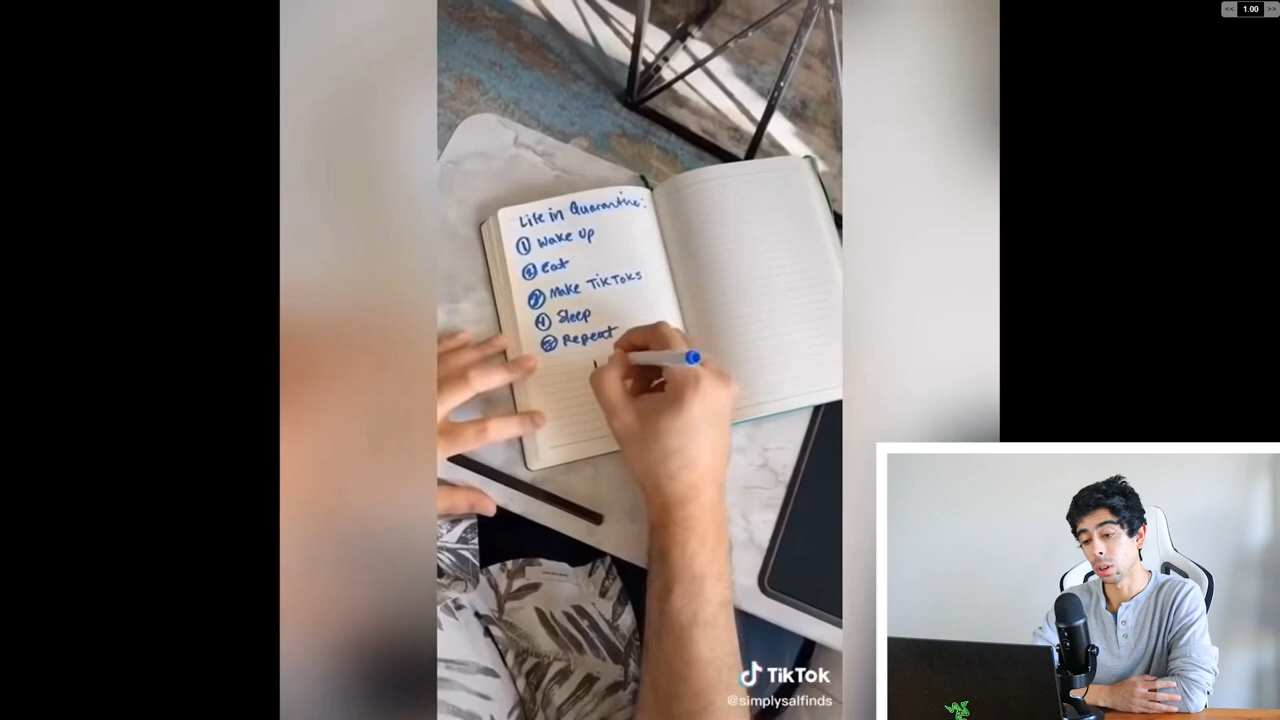 << 1.00 >>
Life in Quarantine:
① Wake Up
② Eat
③ Make TikToks
④ Sleep
⑤ Repeat
TikTok
@simplysalfinds